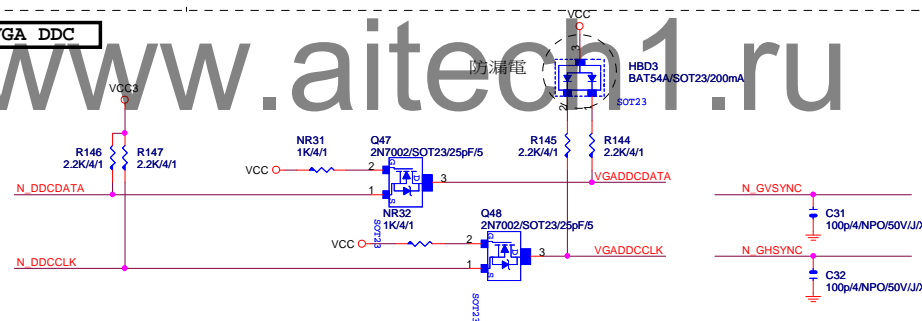 VGA DDC
www.aitech1.ru
VCC
防漏電
3
HBD3
BAT54A/SOT23/200mA
SOT23
2
1
VCC3
R146
2.2K/4/1
R147
2.2K/4/1
NR31
1K/4/1
Q47
2N7002/SOT23/25pF/5
R145
2.2K/4/1
R144
2.2K/4/1
VCC
2
G
D
S
3
1
VGADDCDATA
N_DDCDATA
N_GVSYNC
SOT23
NR32
1K/4/1
Q48
2N7002/SOT23/25pF/5
C31
100p/4/NPO/50V/J/X
VCC
2
G
D
S
3
1
VGADDCCLK
N_DDCCLK
N_GHSYNC
C32
100p/4/NPO/50V/J/X
SOT23